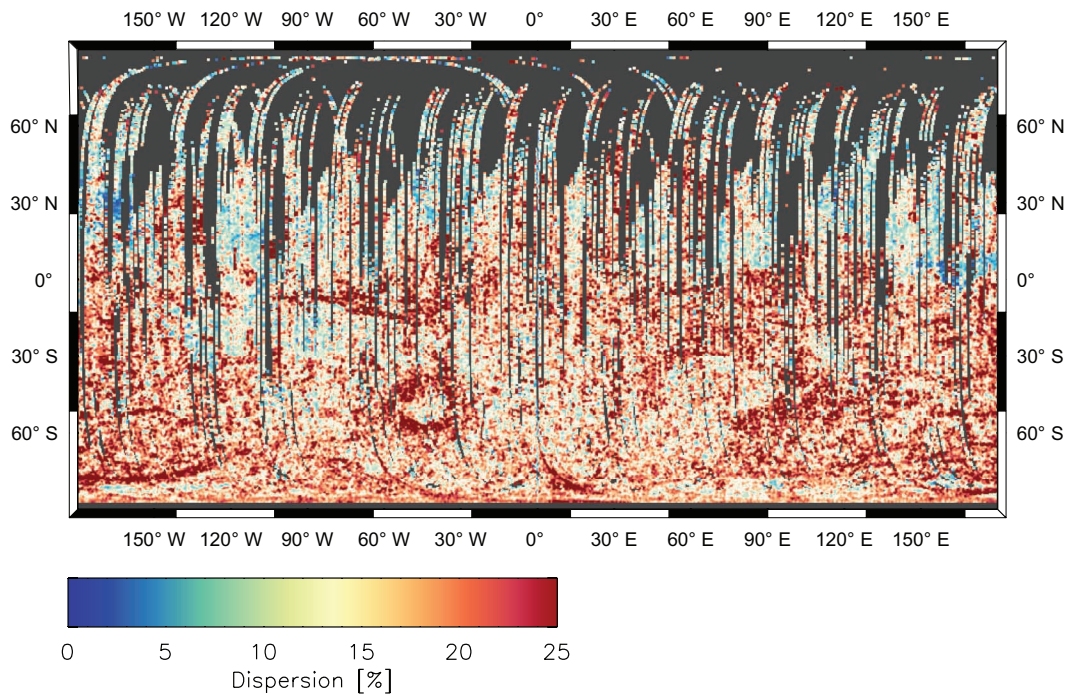 150° W 120° W 90° W 60° W 30° W 0° 30° E 60° E 90° E 120° E 150° E
60° N 60° N
30° N 30° N
0° 0°
30° S 30° S
60° S 60° S
150° W 120° W 90° W 60° W 30° W 0° 30° E 60° E 90° E 120° E 150° E
0 5 10 15 20 25
Dispersion [%]